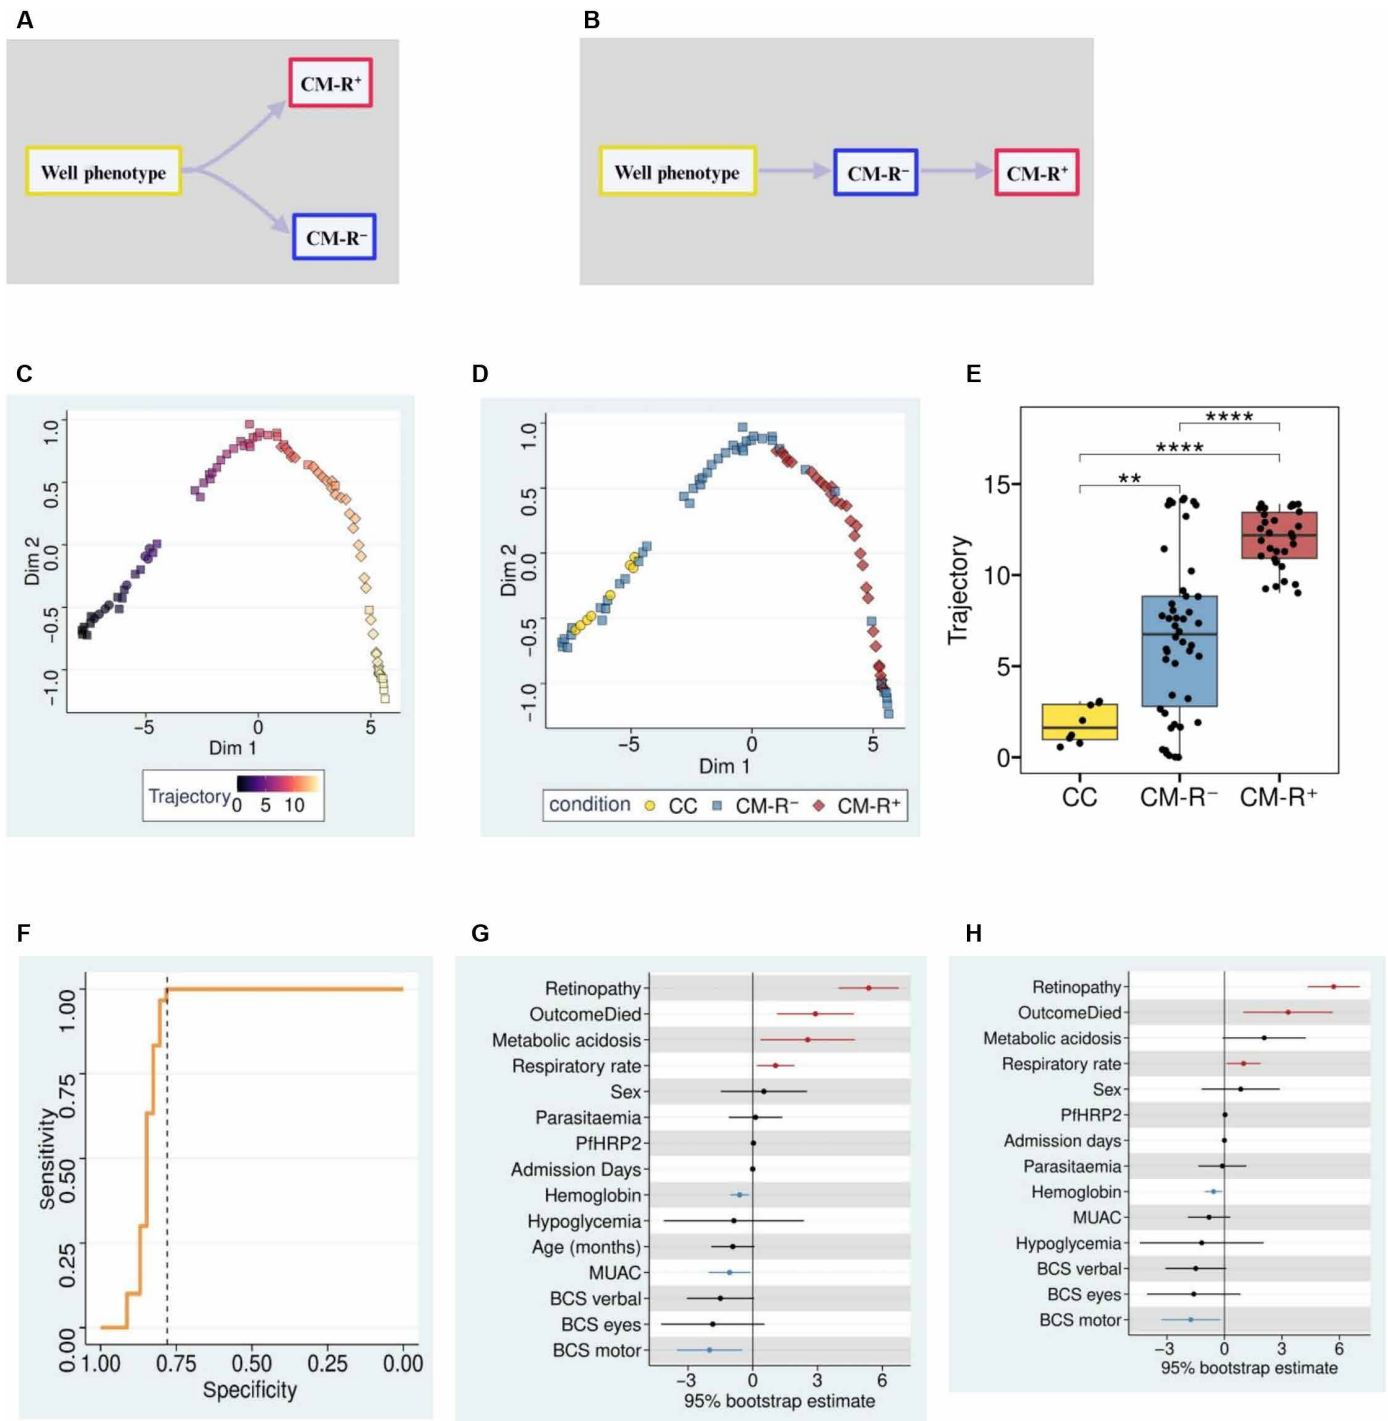 A
B
CM-R⁺
Well phenotype
CM-R⁻
Well phenotype
CM-R⁻
CM-R⁺
C
D
E
Dim 2
1.0
0.5
0.0
−0.5
−1.0
−5
0
5
Dim 1
Trajectory
0
5
10
Dim 2
1.0
0.5
0.0
−0.5
−1.0
−5
0
5
Dim 1
condition CC CM-R⁻ CM-R⁺
Trajectory
15
10
5
0
****
****
**
CC
CM-R⁻
CM-R⁺
F
G
H
Sensitivity
1.00
0.75
0.50
0.25
0.00
1.00 0.75 0.50 0.25 0.00
Specificity
Retinopathy
OutcomeDied
Metabolic acidosis
Respiratory rate
Sex
Parasitaemia
PfHRP2
Admission Days
Hemoglobin
Hypoglycemia
Age (months)
MUAC
BCS verbal
BCS eyes
BCS motor
−3 0 3 6
95% bootstrap estimate
Retinopathy
OutcomeDied
Metabolic acidosis
Respiratory rate
Sex
PfHRP2
Admission days
Parasitaemia
Hemoglobin
MUAC
Hypoglycemia
BCS verbal
BCS eyes
BCS motor
−3 0 3 6
95% bootstrap estimate